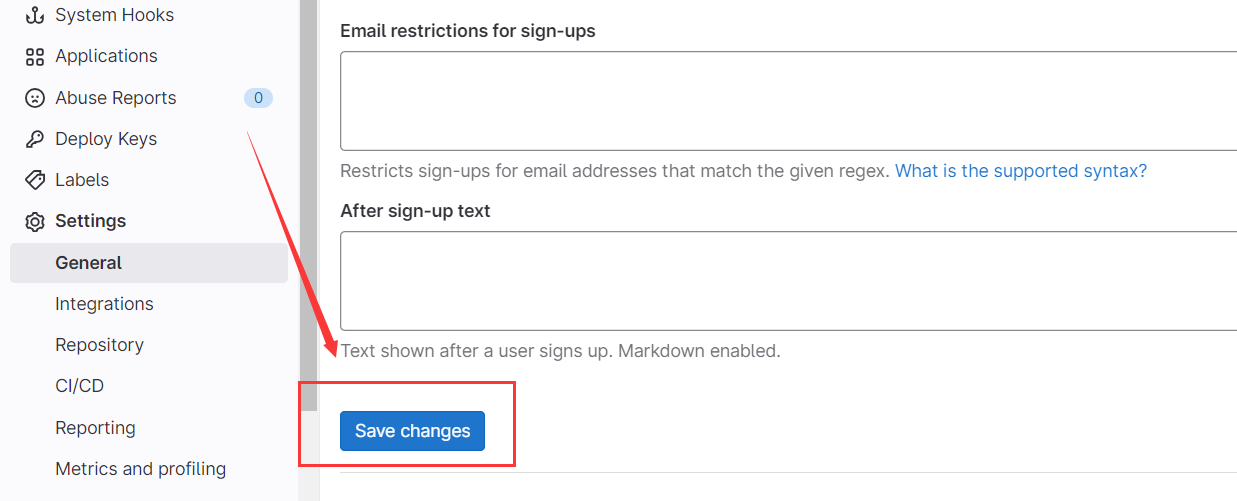 System Hooks
Applications
Abuse Reports 0
Deploy Keys
Labels
Settings
General
Integrations
Repository
CI/CD
Reporting
Metrics and profiling
Email restrictions for sign-ups
Restricts sign-ups for email addresses that match the given regex. What is the supported syntax?
After sign-up text
Text shown after a user signs up. Markdown enabled.
Save changes